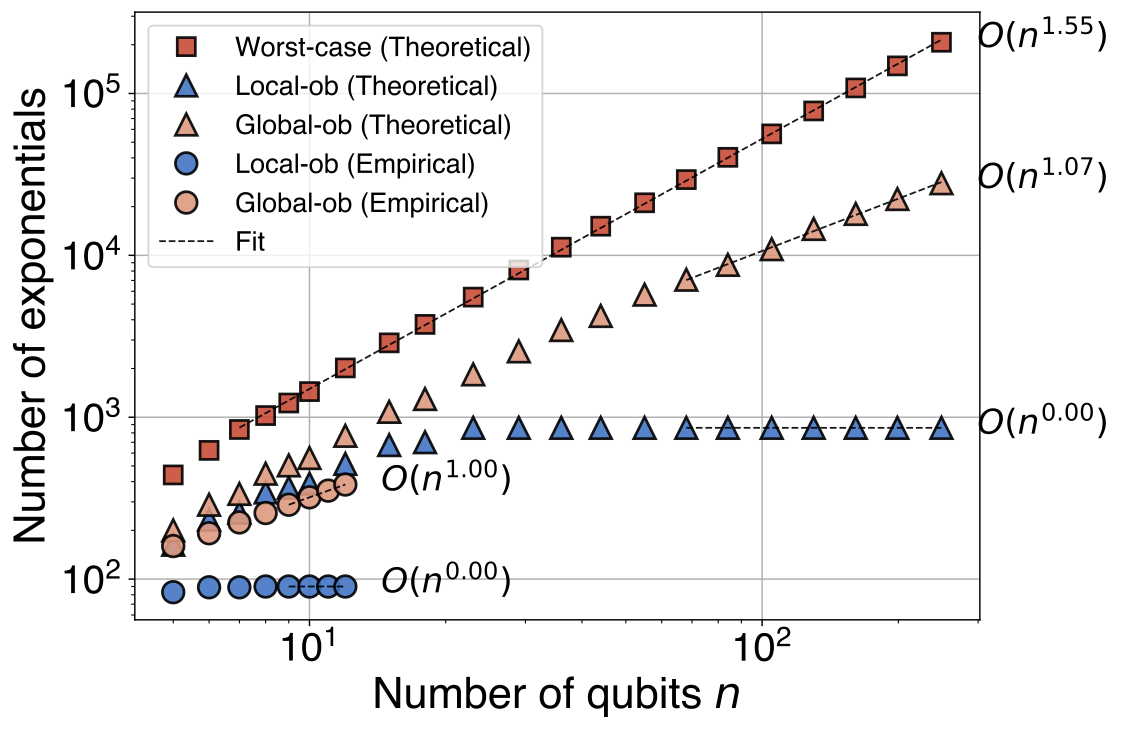 Worst-case (Theoretical)
Local-ob (Theoretical)
Global-ob (Theoretical)
Local-ob (Empirical)
Global-ob (Empirical)
Fit
O(n^1.55)
O(n^1.07)
O(n^0.00)
O(n^1.00)
O(n^0.00)
10^5
10^4
10^3
10^2
Number of exponentials
10^1 10^2
Number of qubits n